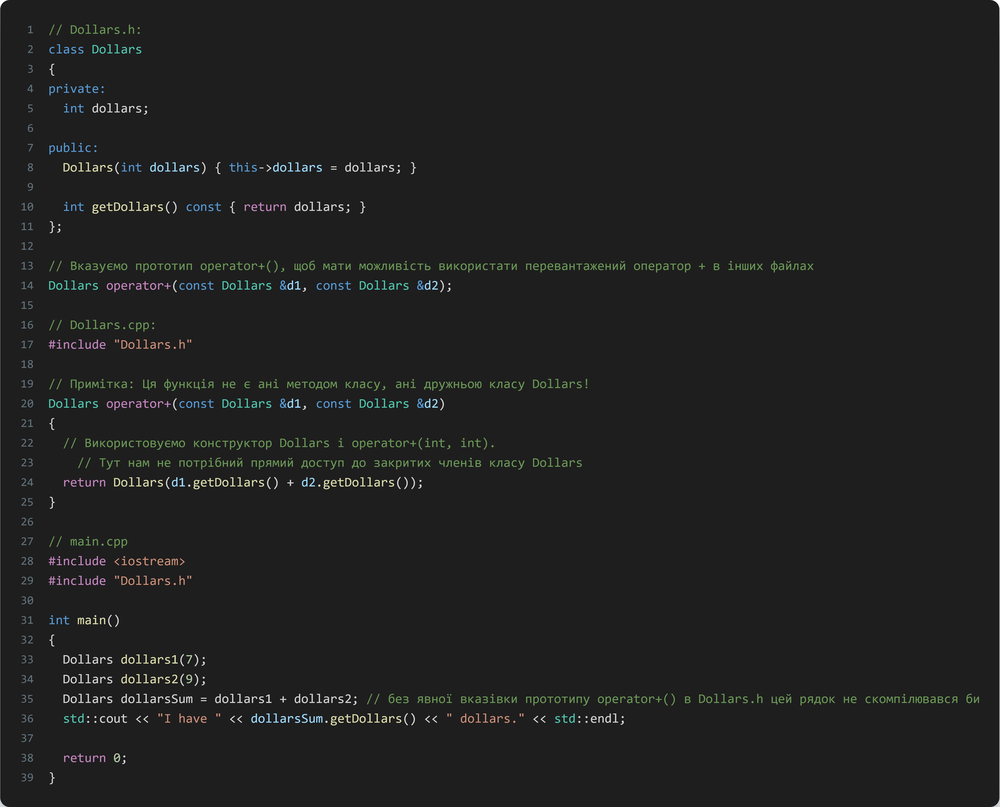 1 // Dollars.h:
2 class Dollars
3 {
4 private:
5   int dollars;
6
7 public:
8   Dollars(int dollars) { this->dollars = dollars; }
9
10   int getDollars() const { return dollars; }
11 };
12
13 // Вказуємо прототип operator+(), щоб мати можливість використати перевантажений оператор + в інших файлах
14 Dollars operator+(const Dollars &d1, const Dollars &d2);
15
16 // Dollars.cpp:
17 #include "Dollars.h"
18
19 // Примітка: Ця функція не є ані методом класу, ані дружньою класу Dollars!
20 Dollars operator+(const Dollars &d1, const Dollars &d2)
21 {
22   // Використовуємо конструктор Dollars і operator+(int, int).
23     // Тут нам не потрібний прямий доступ до закритих членів класу Dollars
24   return Dollars(d1.getDollars() + d2.getDollars());
25 }
26
27 // main.cpp
28 #include <iostream>
29 #include "Dollars.h"
30
31 int main()
32 {
33   Dollars dollars1(7);
34   Dollars dollars2(9);
35   Dollars dollarsSum = dollars1 + dollars2; // без явної вказівки прототипу operator+() в Dollars.h цей рядок не скомпілювався би
36   std::cout << "I have " << dollarsSum.getDollars() << " dollars." << std::endl;
37
38   return 0;
39 }